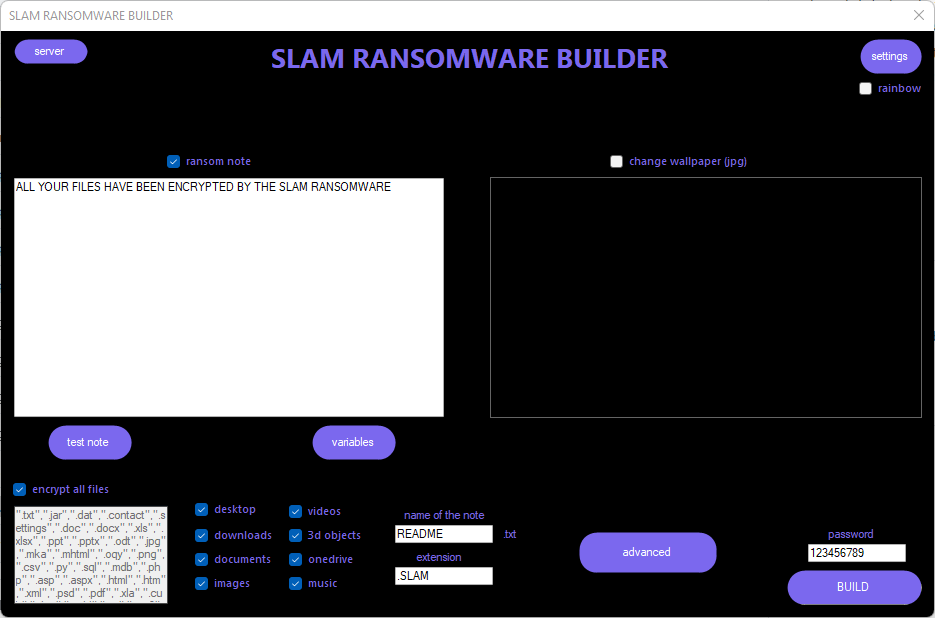 SLAM RANSOMWARE BUILDER
server
SLAM RANSOMWARE BUILDER
settings
rainbow
ransom note
change wallpaper (jpg)
ALL YOUR FILES HAVE BEEN ENCRYPTED BY THE SLAM RANSOMWARE
test note
variables
encrypt all files
".txt",".jar",".dat",".contact",".s
ettings",".doc",".docx",".xls",".
xlsx",".ppt",".pptx",".odt",".jpg"
,".mka",".mhtml",".oqy",".png",
".csv",".py",".sql",".mdb",".ph
p",".asp",".aspx",".html",".htm"
,".xml",".psd",".pdf",".xla",".cu
desktop
downloads
documents
images
videos
3d objects
onedrive
music
name of the note
README
.txt
extension
.SLAM
advanced
password
123456789
BUILD